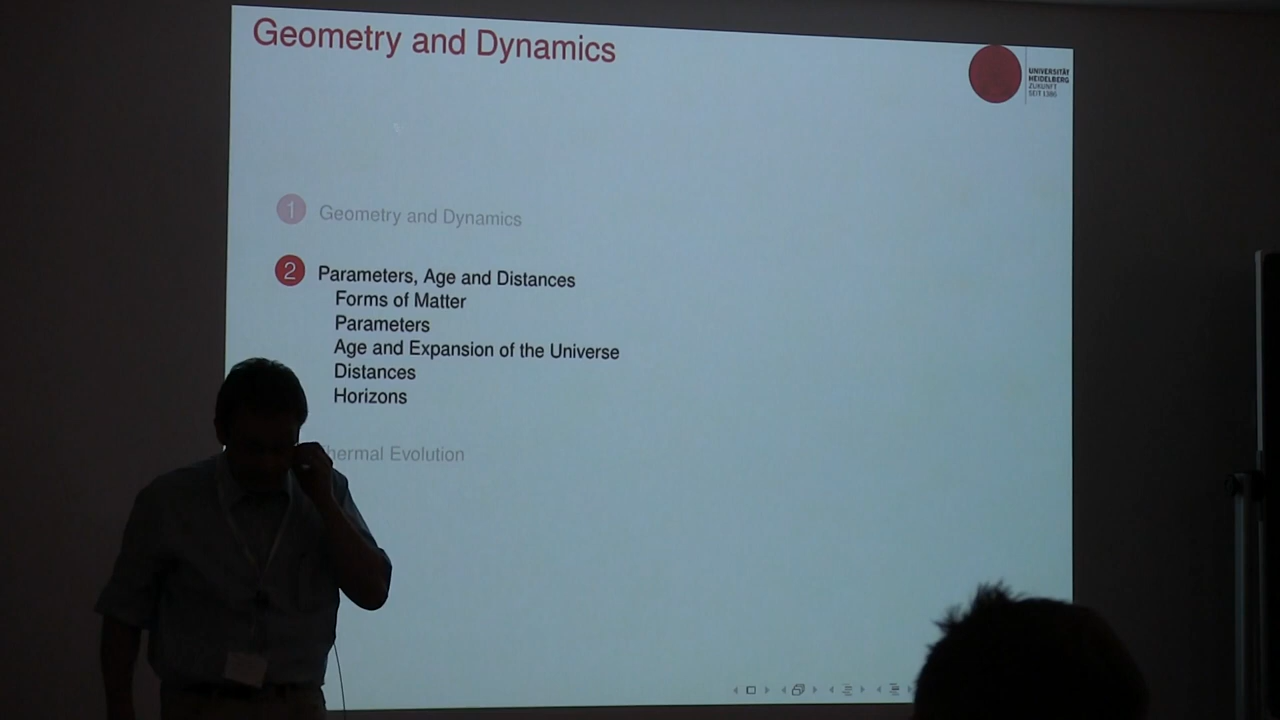 Geometry and Dynamics
UNIVERSITÄT
HEIDELBERG
ZUKUNFT
SEIT 1386
1 Geometry and Dynamics
2 Parameters, Age and Distances
Forms of Matter
Parameters
Age and Expansion of the Universe
Distances
Horizons
Thermal Evolution